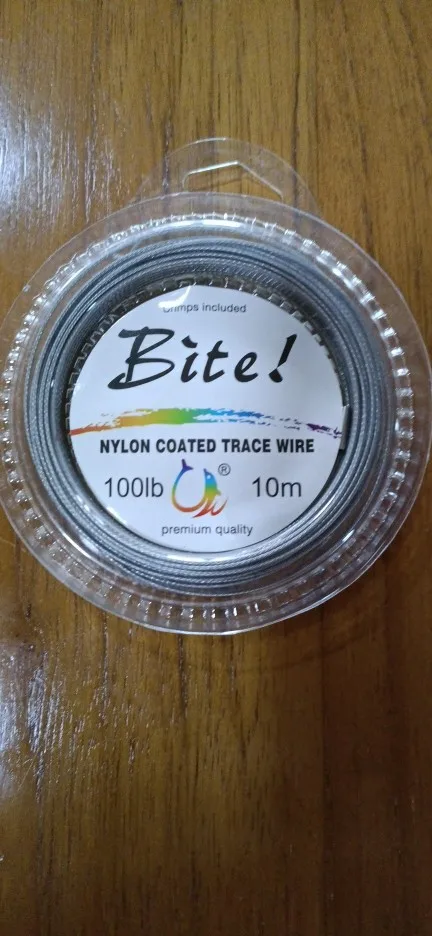 Crimps included
Bite!
NYLON COATED TRACE WIRE
100lb ® 10m
premium quality